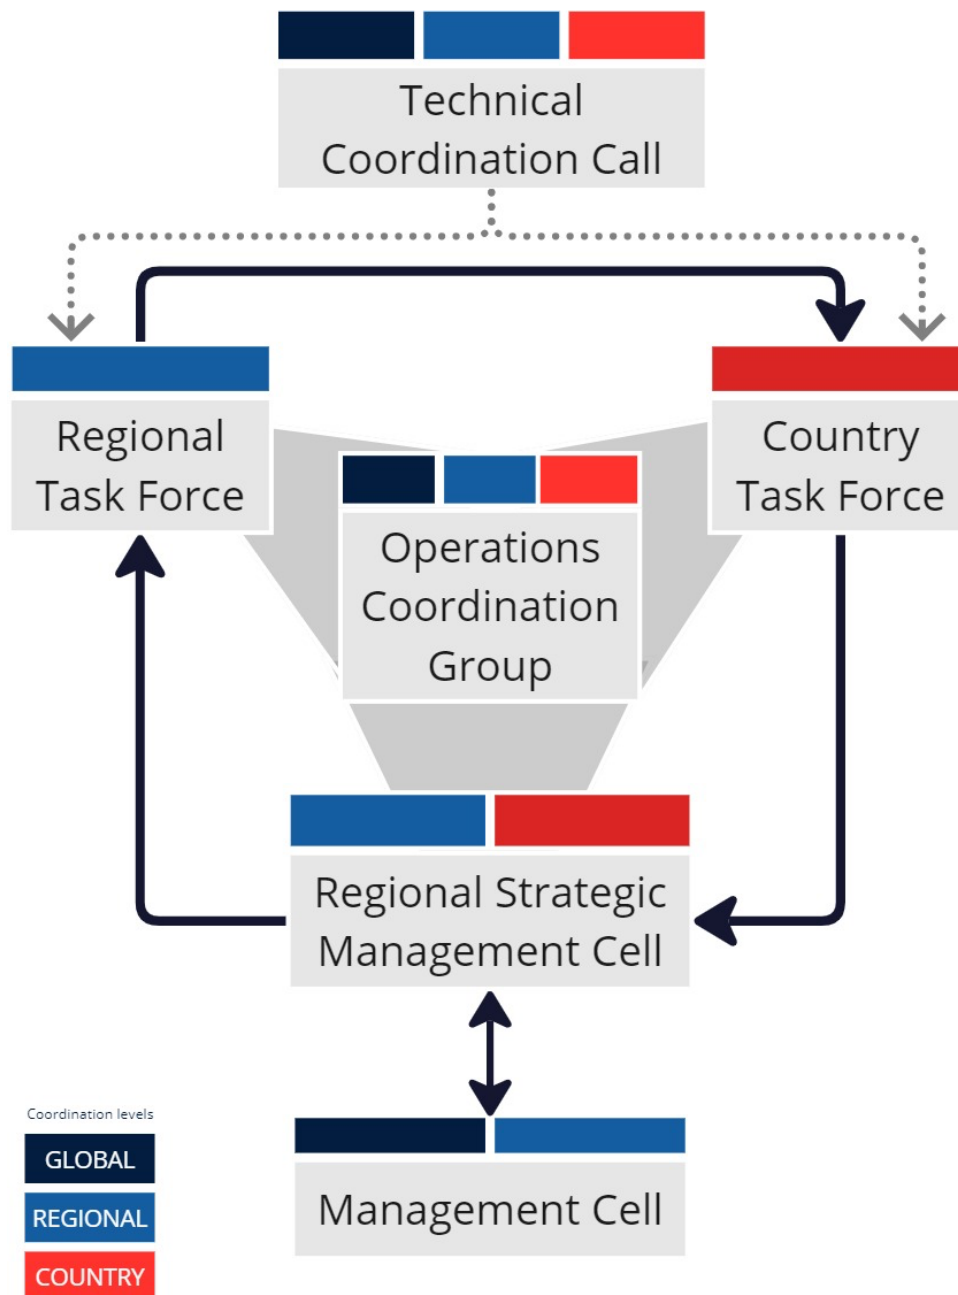 Technical
Coordination Call
Regional
Task Force
Country
Task Force
Operations
Coordination
Group
Regional Strategic
Management Cell
Management Cell
Coordination levels
GLOBAL
REGIONAL
COUNTRY